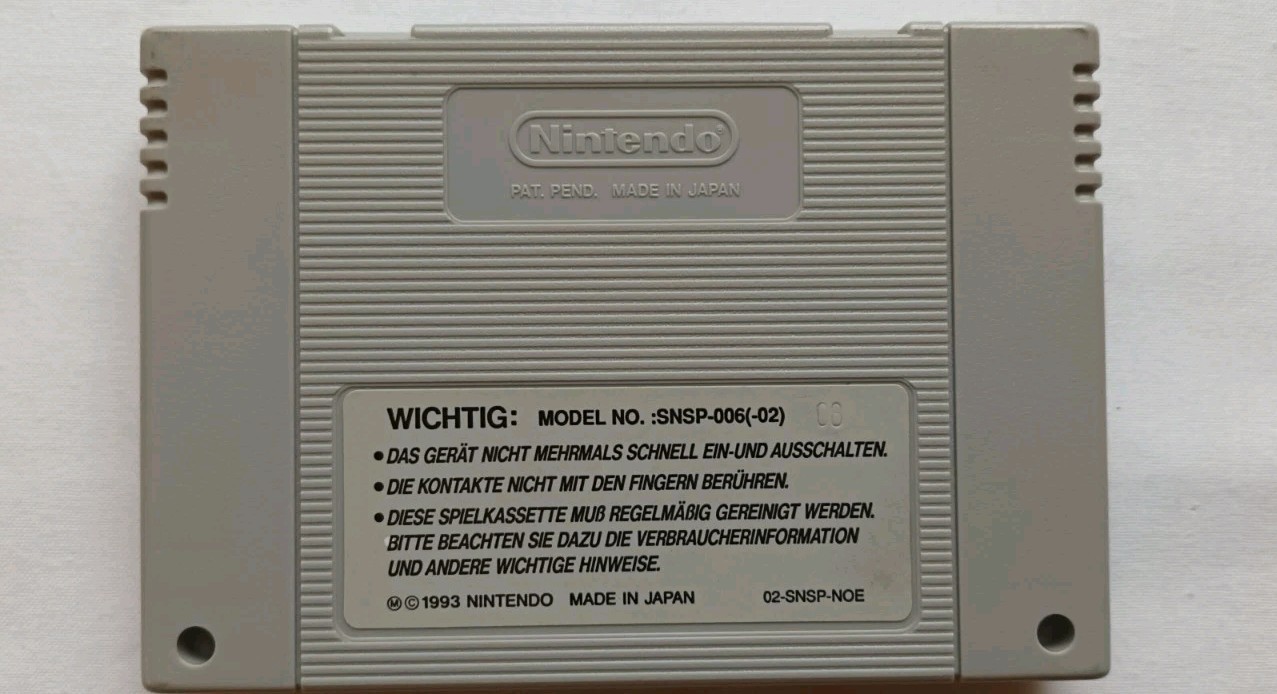 Nintendo®
PAT. PEND. MADE IN JAPAN
WICHTIG: MODEL NO. :SNSP-006(-02)
• DAS GERÄT NICHT MEHRMALS SCHNELL EIN-UND AUSSCHALTEN.
• DIE KONTAKTE NICHT MIT DEN FINGERN BERÜHREN.
• DIESE SPIELKASSETTE MUß REGELMÄßIG GEREINIGT WERDEN.
BITTE BEACHTEN SIE DAZU DIE VERBRAUCHERINFORMATION
UND ANDERE WICHTIGE HINWEISE.
Ⓜ©1993 NINTENDO MADE IN JAPAN 02-SNSP-NOE